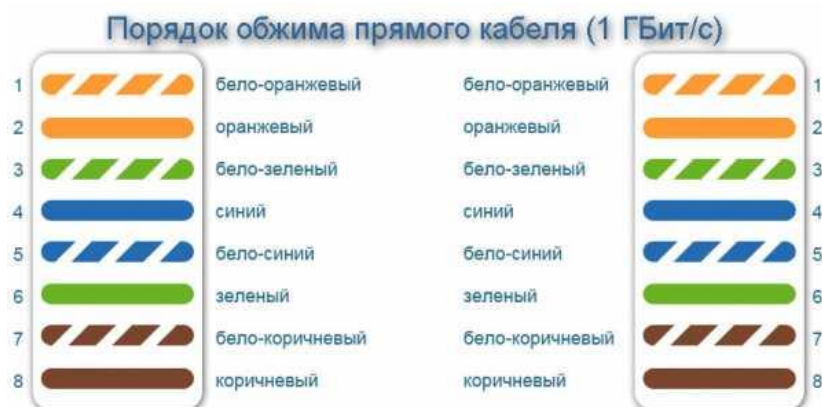 Порядок обжима прямого кабеля (1 ГБит/с)
1 бело-оранжевый бело-оранжевый 1
2 оранжевый оранжевый 2
3 бело-зеленый бело-зеленый 3
4 синий синий 4
5 бело-синий бело-синий 5
6 зеленый зеленый 6
7 бело-коричневый бело-коричневый 7
8 коричневый коричневый 8